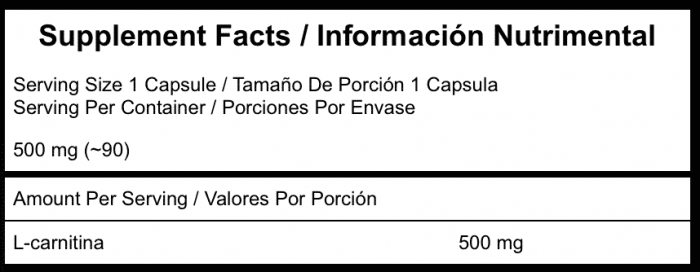 Supplement Facts / Información Nutrimental
Serving Size 1 Capsule / Tamaño De Porción 1 Capsula
Serving Per Container / Porciones Por Envase
500 mg (~90)
Amount Per Serving / Valores Por Porción
L-carnitina 500 mg